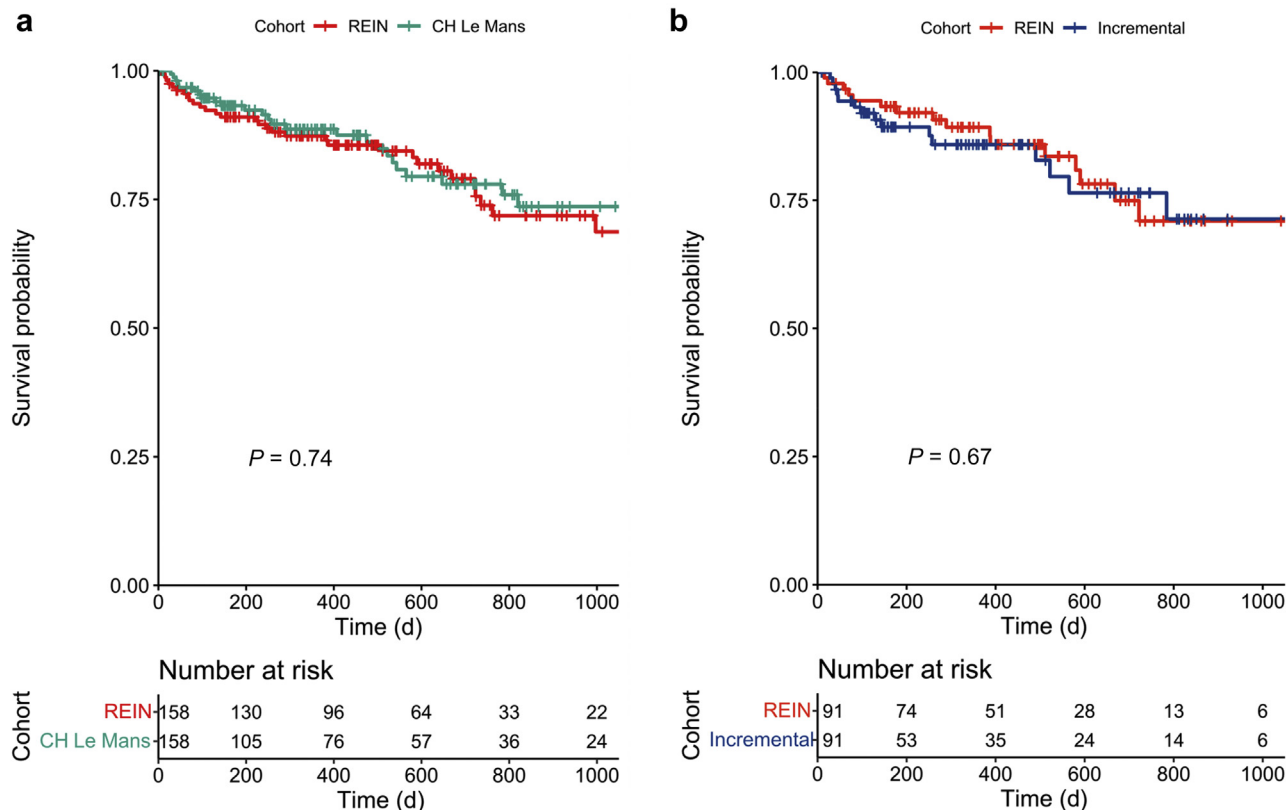 a
Cohort REIN CH Le Mans
Survival probability
1.00
0.75
0.50
0.25
0.00
P = 0.74
0 200 400 600 800 1000
Time (d)
Number at risk
Cohort
REIN 158 130 96 64 33 22
CH Le Mans 158 105 76 57 36 24
0 200 400 600 800 1000
Time (d)
b
Cohort REIN Incremental
Survival probability
1.00
0.75
0.50
0.25
0.00
P = 0.67
0 200 400 600 800 1000
Time (d)
Number at risk
Cohort
REIN 91 74 51 28 13 6
Incremental 91 53 35 24 14 6
0 200 400 600 800 1000
Time (d)